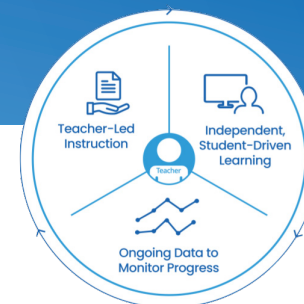 Teacher-Led
Instruction
Independent,
Student-Driven
Learning
Teacher
Ongoing Data to
Monitor Progress